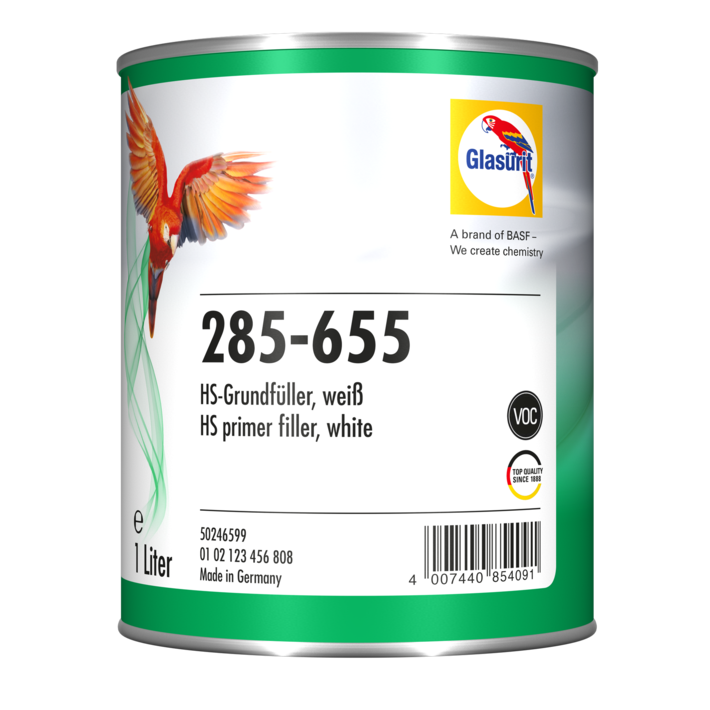 Glasurit®
A brand of BASF –
We create chemistry
285-655
HS-Grundfüller, weiß
HS primer filler, white
VOC
TOP QUALITY
SINCE 1888
℮
1 Liter
50246599
01 02 123 456 808
Made in Germany
4 007440 854091